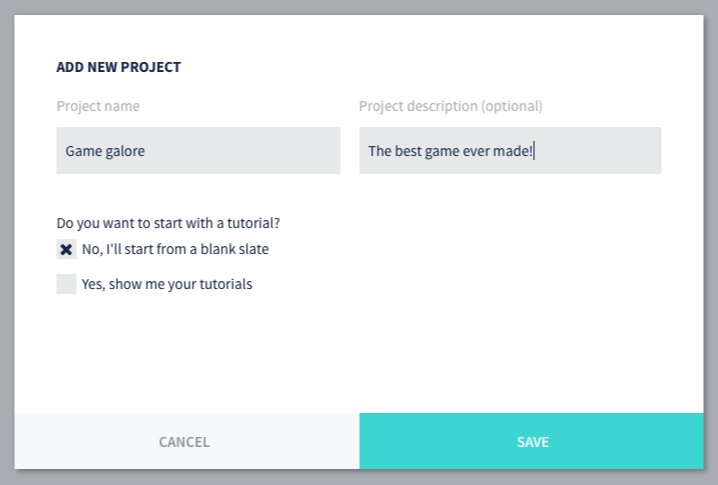 ADD NEW PROJECT
Project name
Project description (optional)
Game galore
The best game ever made!
Do you want to start with a tutorial?
No, I'll start from a blank slate
Yes, show me your tutorials
CANCEL
SAVE